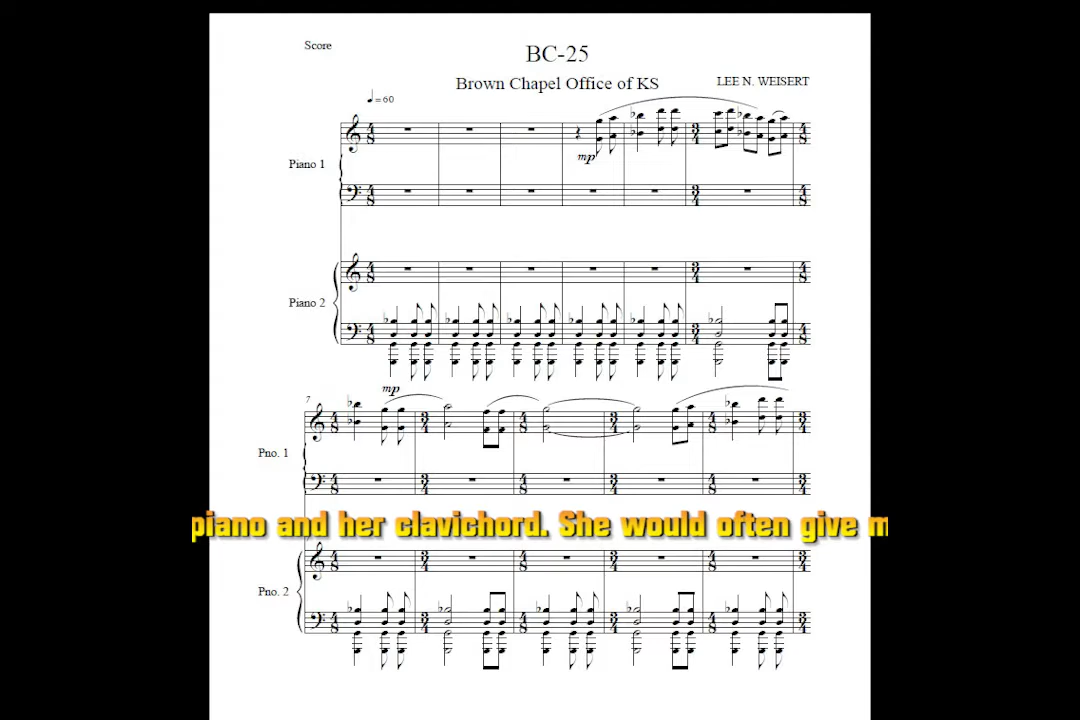 Score
BC-25
Brown Chapel Office of KS
LEE N. WEISERT
=60
Piano 1
mp
Piano 2
mp
7
Pno. 1
piano and her clavichord. She would often give m
Pno. 2